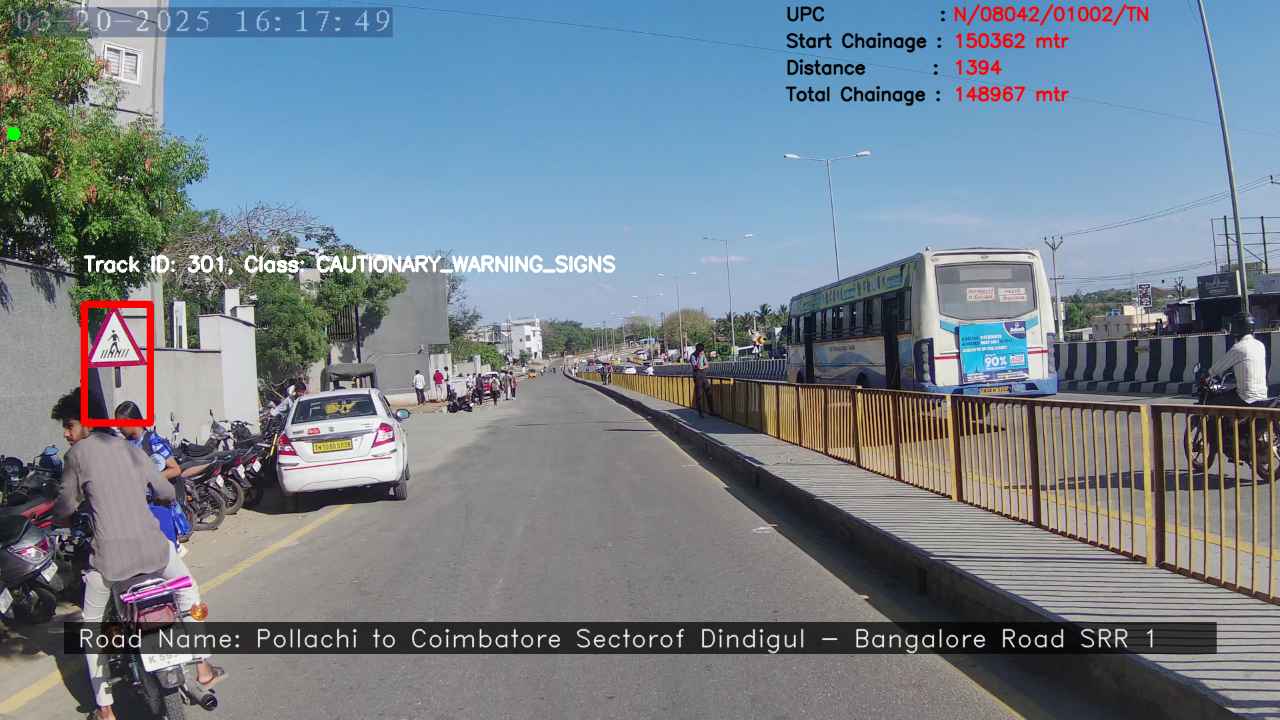 03-20-2025 16:17:49
UPC : N/08042/01002/TN
Start Chainage : 150362 mtr
Distance : 1394
Total Chainage : 148967 mtr
Track ID: 301, Class: CAUTIONARY_WARNING_SIGNS
90%
Road Name: Pollachi to Coimbatore Sectorof Dindigul - Bangalore Road SRR 1